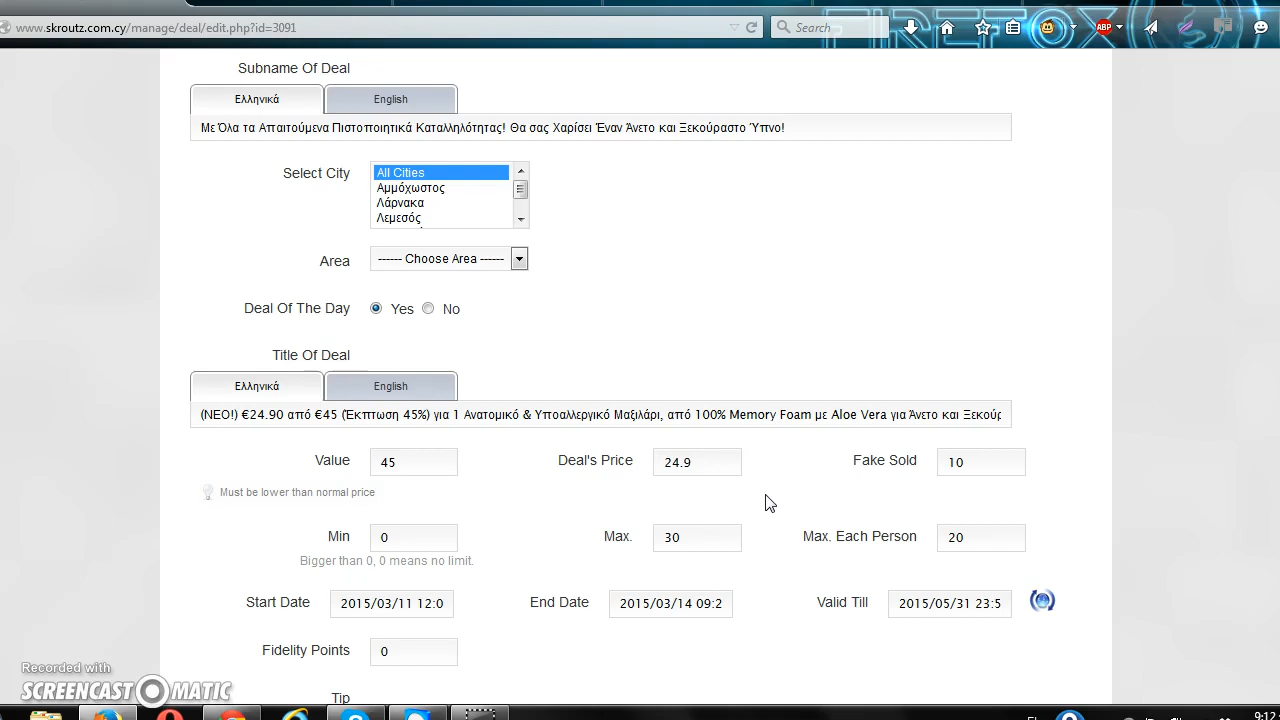 www.skroutz.com.cy/manage/deal/edit.php?id=3091
Search
FIREFOX
ABP
Subname Of Deal
Ελληνικά English
Με Όλα τα Απαιτούμενα Πιστοποιητικά Καταλληλότητας! Θα σας Χαρίσει Έναν Άνετο και Ξεκούραστο Ύπνο!
Select City
All Cities
Αμμόχωστος
Λάρνακα
Λεμεσός
Area ------ Choose Area ------
Deal Of The Day Yes No
Title Of Deal
Ελληνικά English
(ΝΕΟ!) €24.90 από €45 (Έκπτωση 45%) για 1 Ανατομικό & Υποαλλεργικό Μαξιλάρι, από 100% Memory Foam με Aloe Vera για Άνετο και Ξεκούρ
Value 45 Deal's Price 24.9 Fake Sold 10
Must be lower than normal price
Min 0 Max. 30 Max. Each Person 20
Bigger than 0, 0 means no limit.
Start Date 2015/03/11 12:0 End Date 2015/03/14 09:2 Valid Till 2015/05/31 23:5
Fidelity Points 0
Tip
Recorded with
SCREENCAST MATIC
9:12